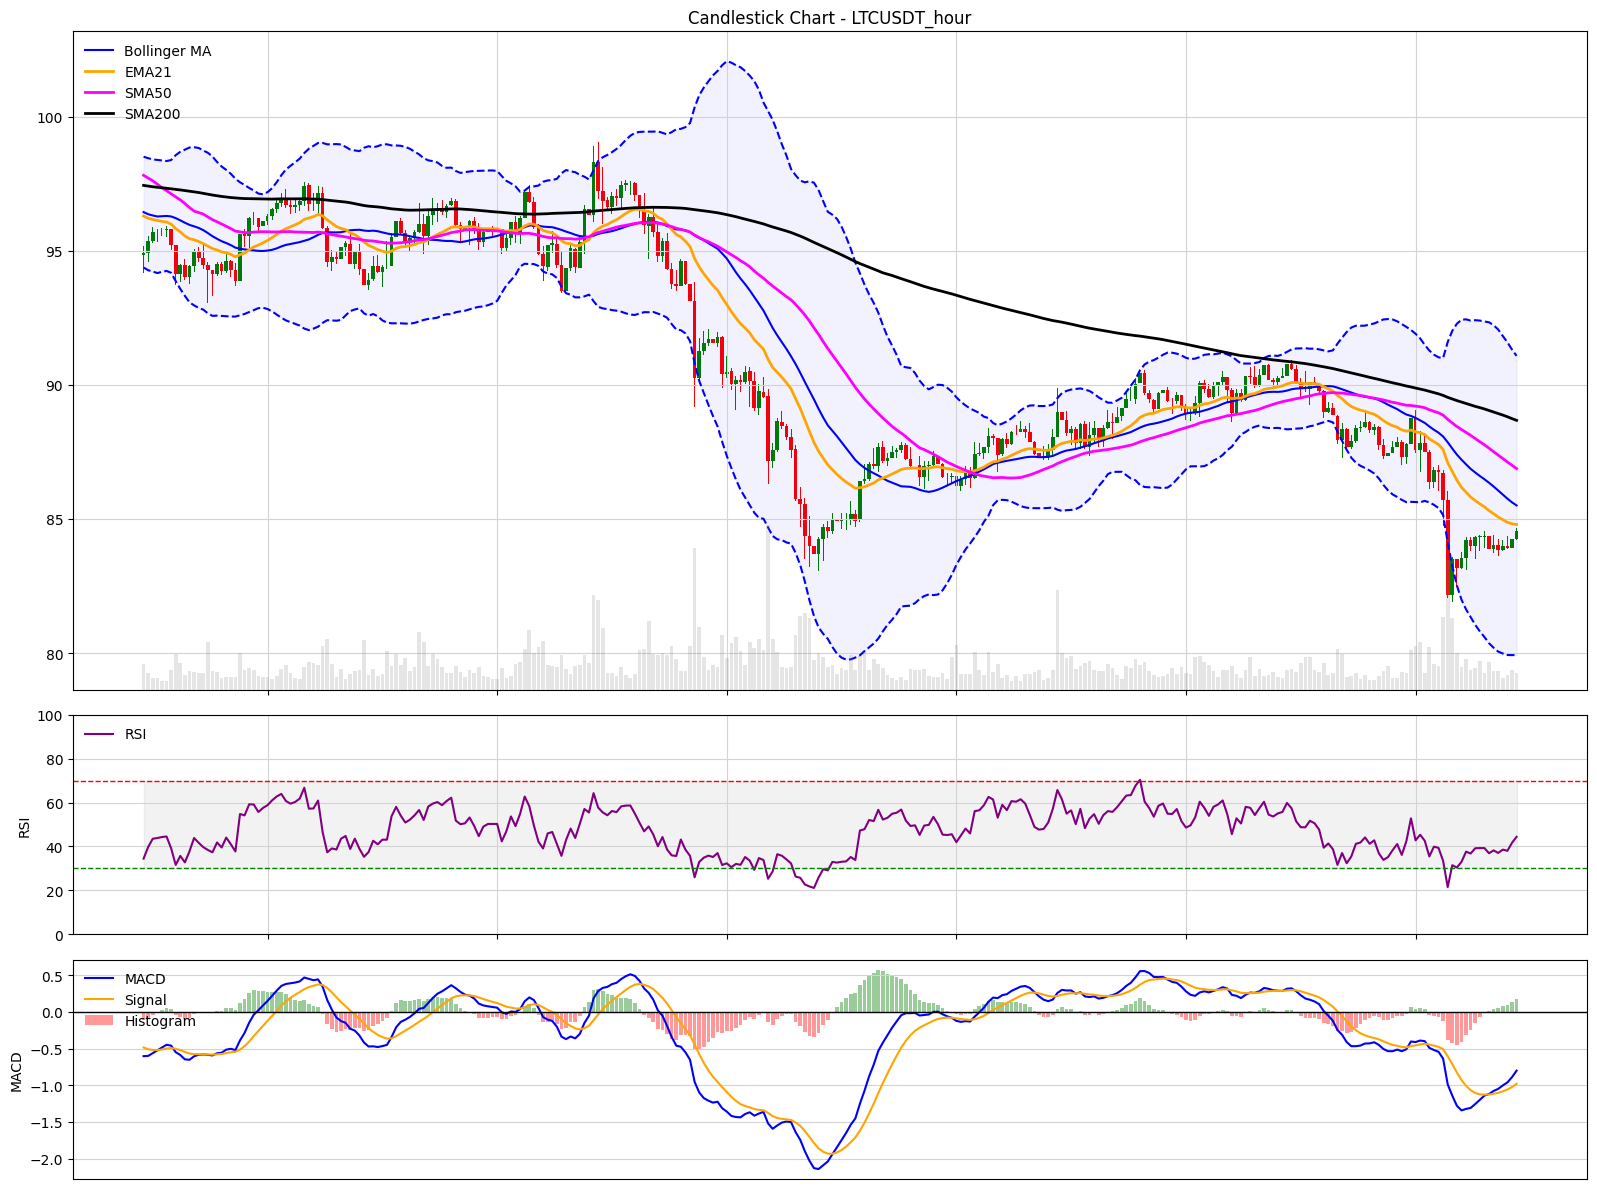 Candlestick Chart - LTCUSDT_hour
Bollinger MA
EMA21
SMA50
SMA200
100
95
90
85
80
RSI
100
80
60
40
20
0
RSI
MACD
Signal
Histogram
0.5
0.0
−0.5
−1.0
−1.5
−2.0
MACD